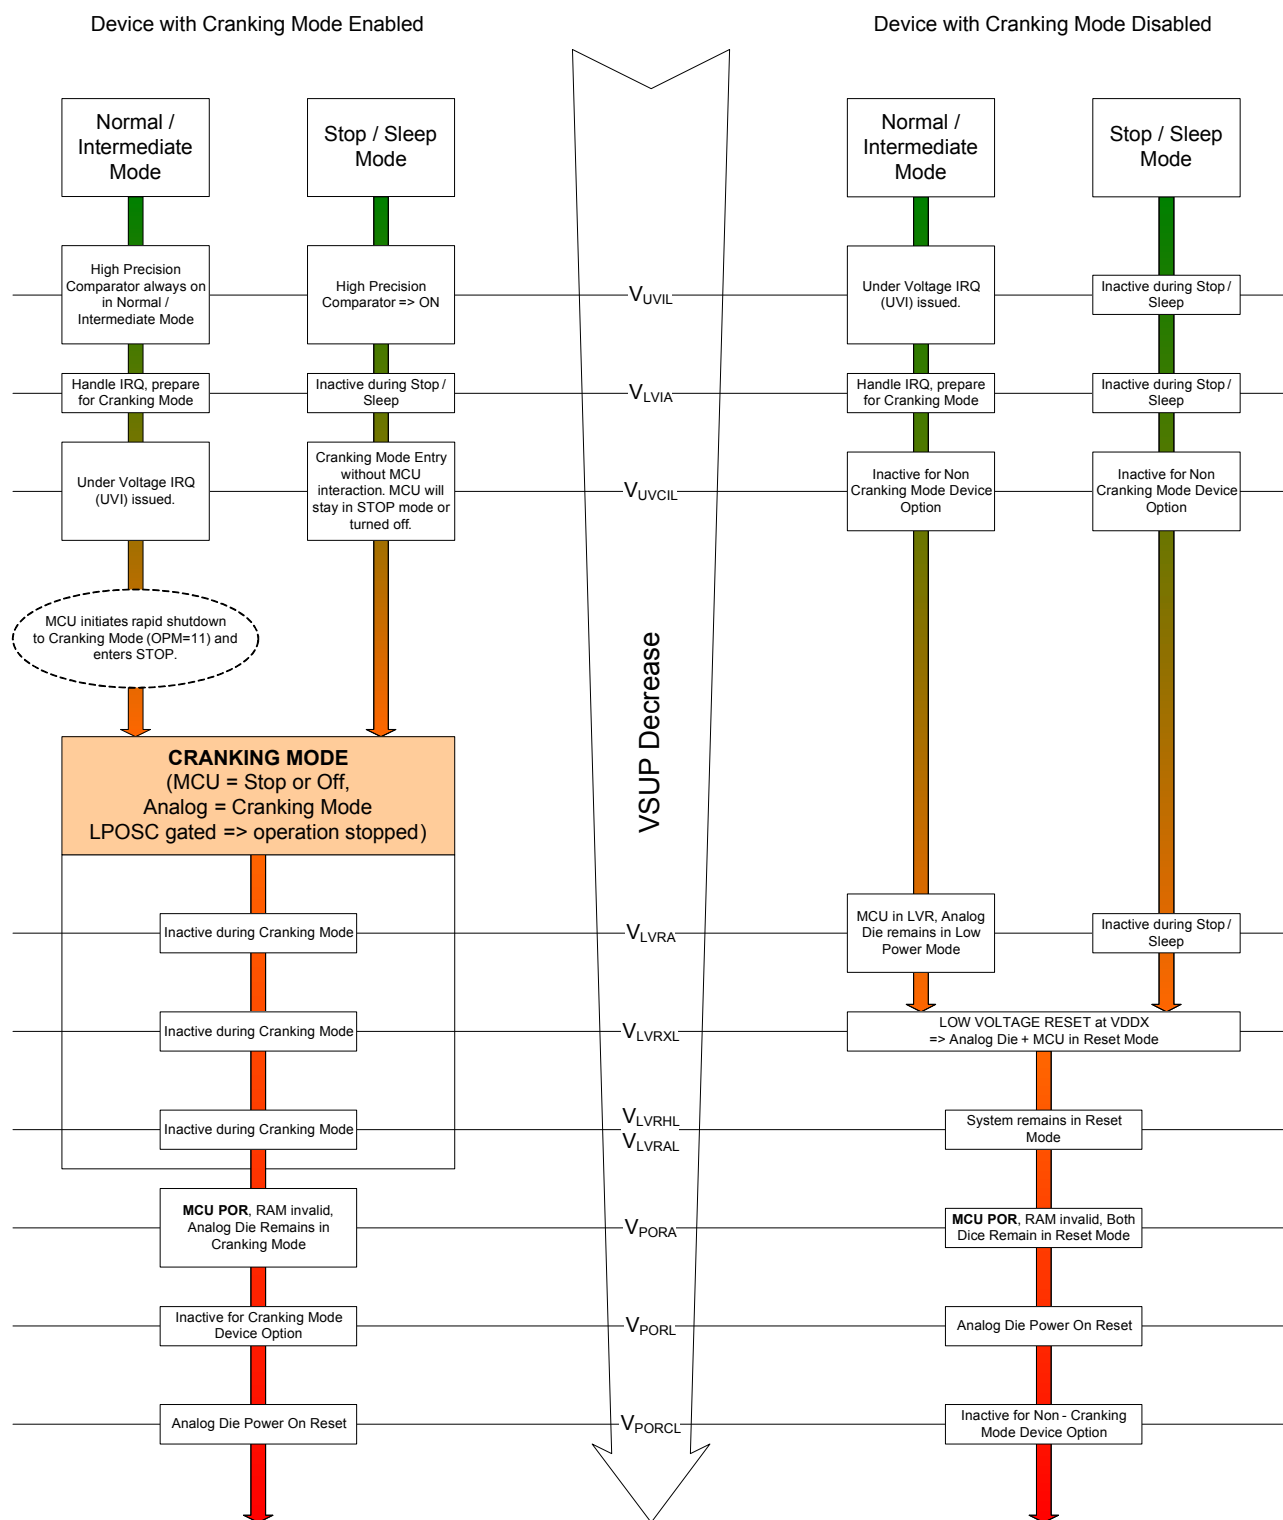 Device with Cranking Mode Enabled
Device with Cranking Mode Disabled
Normal /
Intermediate
Mode
Stop / Sleep
Mode
Normal /
Intermediate
Mode
Stop / Sleep
Mode
High Precision
Comparator always on
in Normal /
Intermediate Mode
High Precision
Comparator => ON
VUVIL
Under Voltage IRQ
(UVI) issued.
Inactive during Stop /
Sleep
Handle IRQ, prepare
for Cranking Mode
Inactive during Stop /
Sleep
VLVIA
Handle IRQ, prepare
for Cranking Mode
Inactive during Stop /
Sleep
Under Voltage IRQ
(UVI) issued.
Cranking Mode Entry
without MCU
interaction. MCU will
stay in STOP mode or
turned off.
VUVCIL
Inactive for Non
Cranking Mode Device
Option
Inactive for Non
Cranking Mode Device
Option
MCU initiates rapid shutdown
to Cranking Mode (OPM=11) and
enters STOP.
VSUP Decrease
CRANKING MODE
(MCU = Stop or Off,
Analog = Cranking Mode
LPOSC gated => operation stopped)
Inactive during Cranking Mode
VLVRA
MCU in LVR, Analog
Die remains in Low
Power Mode
Inactive during Stop /
Sleep
Inactive during Cranking Mode
VLVRXL
LOW VOLTAGE RESET at VDDX
=> Analog Die + MCU in Reset Mode
Inactive during Cranking Mode
VLVRHL
VLVRAL
System remains in Reset
Mode
MCU POR, RAM invalid,
Analog Die Remains in
Cranking Mode
VPORA
MCU POR, RAM invalid, Both
Dice Remain in Reset Mode
Inactive for Cranking Mode
Device Option
VPORL
Analog Die Power On Reset
Analog Die Power On Reset
VPORCL
Inactive for Non - Cranking
Mode Device Option